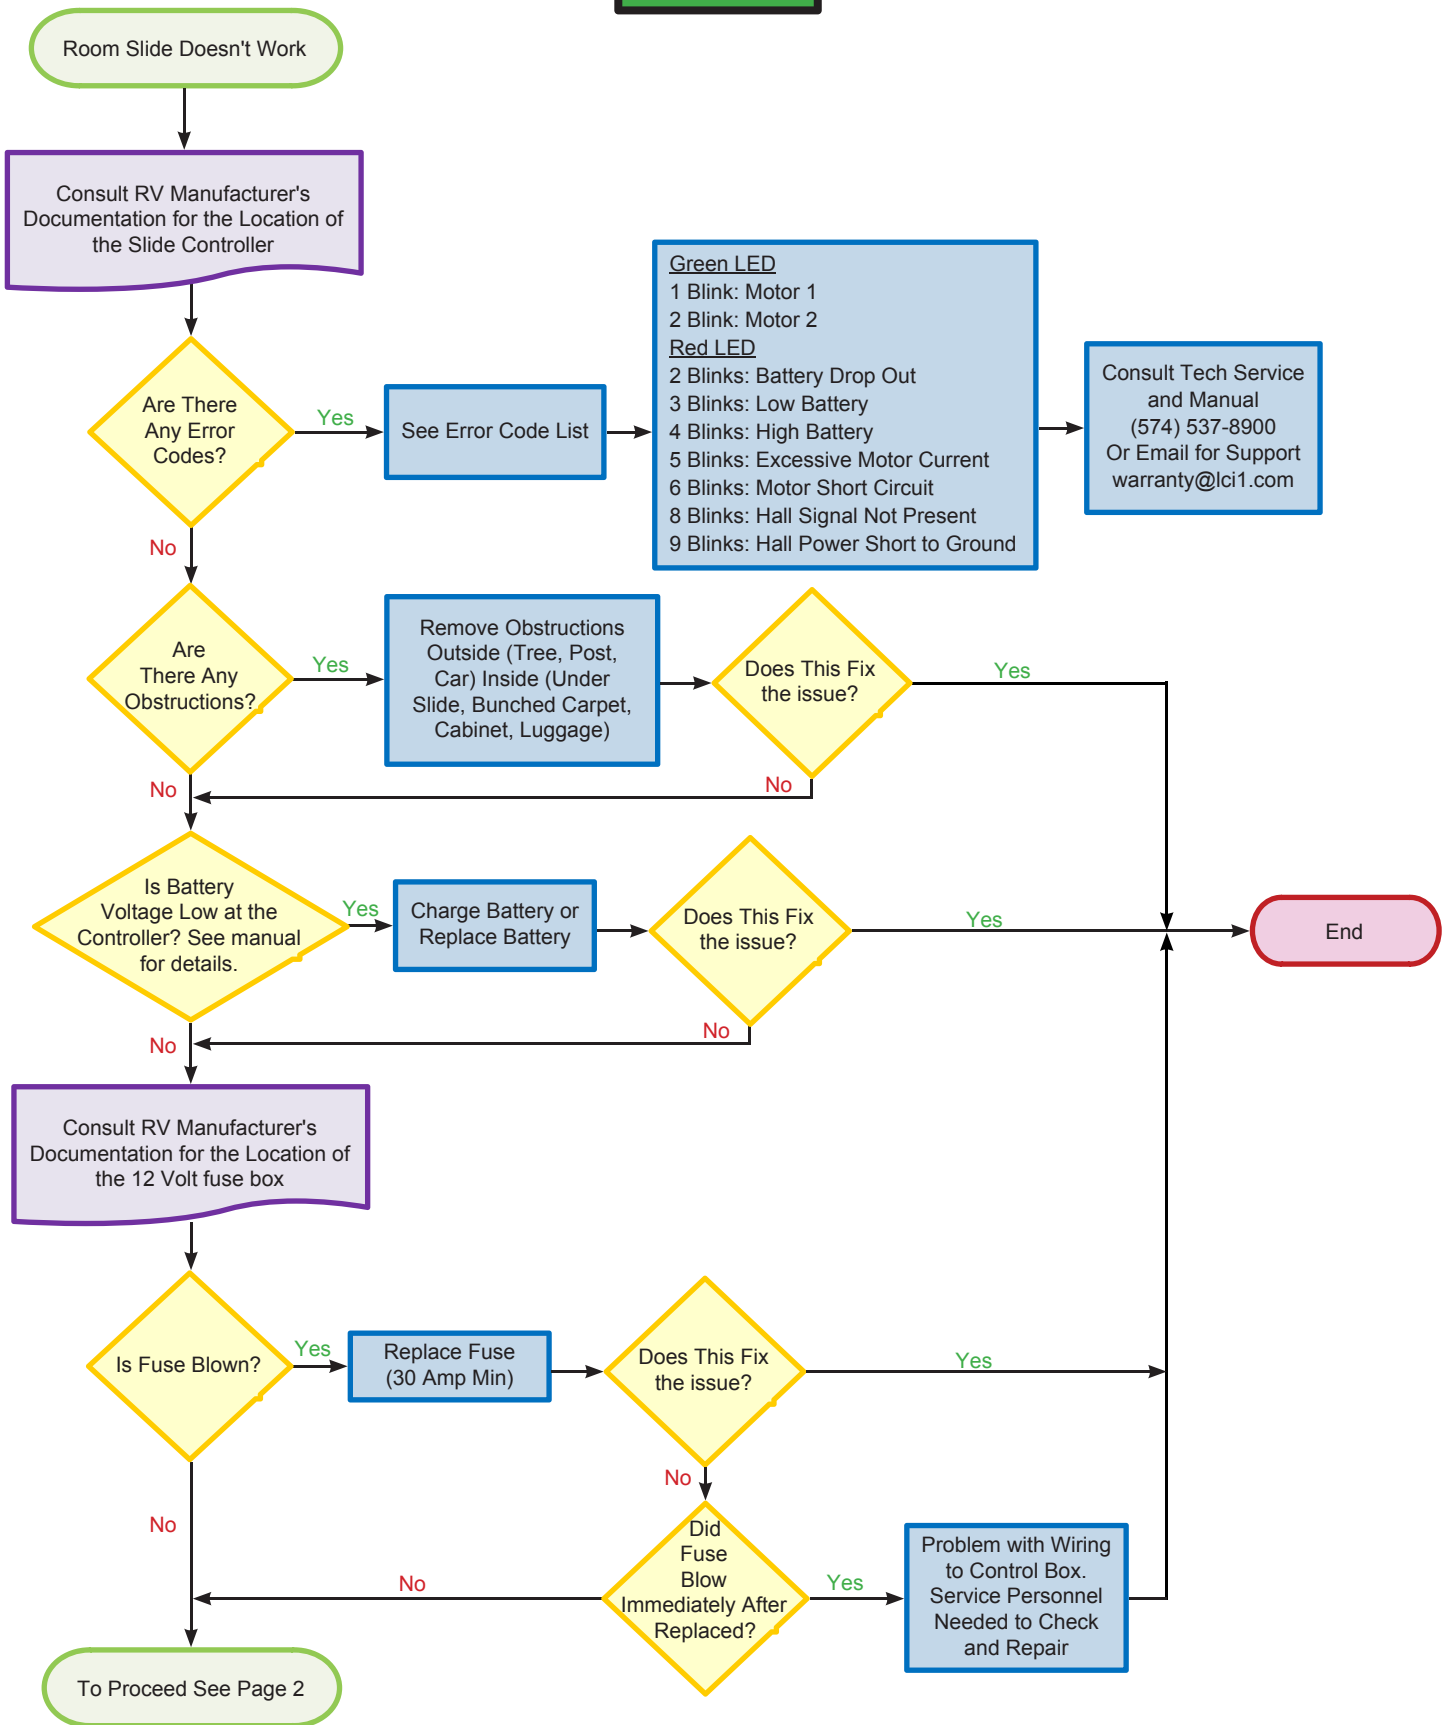 Room Slide Doesn't Work
Consult RV Manufacturer's
Documentation for the Location of
the Slide Controller
Are There
Any Error
Codes?
Yes
See Error Code List
Green LED
1 Blink: Motor 1
2 Blink: Motor 2
Red LED
2 Blinks: Battery Drop Out
3 Blinks: Low Battery
4 Blinks: High Battery
5 Blinks: Excessive Motor Current
6 Blinks: Motor Short Circuit
8 Blinks: Hall Signal Not Present
9 Blinks: Hall Power Short to Ground
Consult Tech Service
and Manual
(574) 537-8900
Or Email for Support
warranty@lci1.com
No
Are
There Any
Obstructions?
Yes
Remove Obstructions
Outside (Tree, Post,
Car) Inside (Under
Slide, Bunched Carpet,
Cabinet, Luggage)
Does This Fix
the issue?
Yes
No
No
Is Battery
Voltage Low at the
Controller? See manual
for details.
Yes
Charge Battery or
Replace Battery
Does This Fix
the issue?
Yes
End
No
No
Consult RV Manufacturer's
Documentation for the Location of
the 12 Volt fuse box
Is Fuse Blown?
Yes
Replace Fuse
(30 Amp Min)
Does This Fix
the issue?
Yes
No
No
Did
Fuse
Blow
Immediately After
Replaced?
No
Yes
Problem with Wiring
to Control Box.
Service Personnel
Needed to Check
and Repair
To Proceed See Page 2